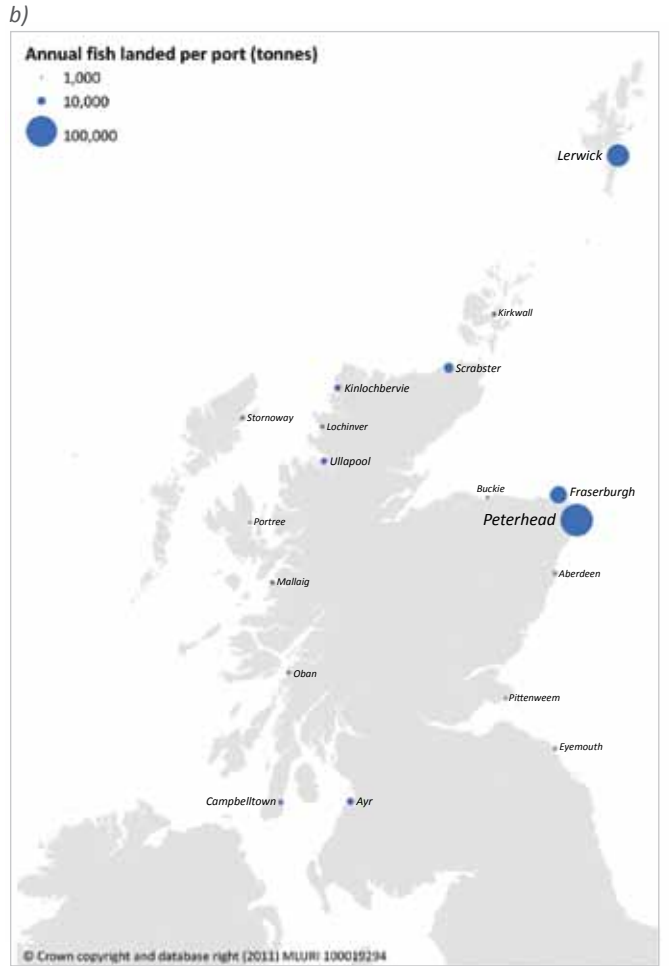 b)
Annual fish landed per port (tonnes)
1,000
10,000
100,000
Lerwick
Kirkwall
Scrabster
Kinlochbervie
Stornoway
Lochinver
Ullapool
Buckie
Fraserburgh
Peterhead
Portree
Aberdeen
Mallaig
Oban
Pittenweem
Eyemouth
Campbelltown
Ayr
© Crown copyright and database right (2011) MLURI 100019294